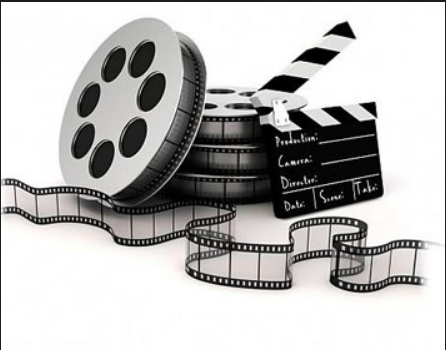 Production:
Camera:
Director:
Date: Scene: Take: